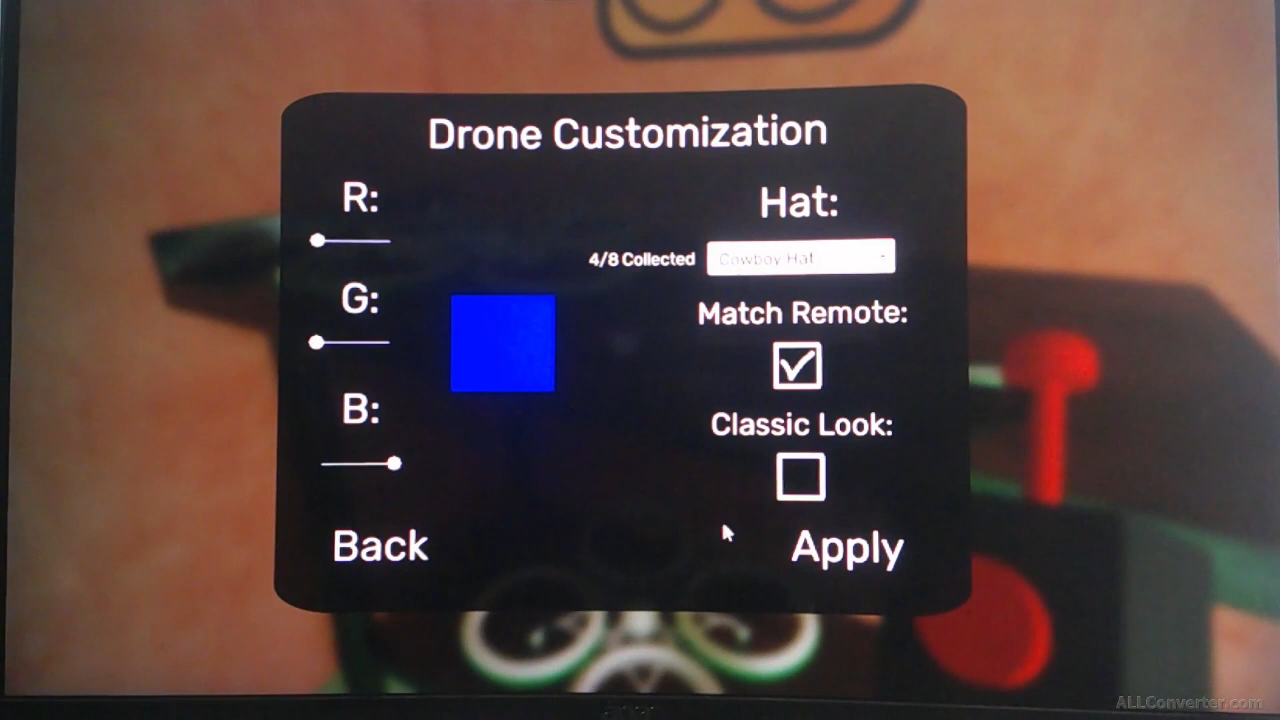 Drone Customization
R:
Hat:
4/8 Collected
Cowboy Hat
G:
Match Remote:
B:
Classic Look:
Back
Apply
ALLConverter.com